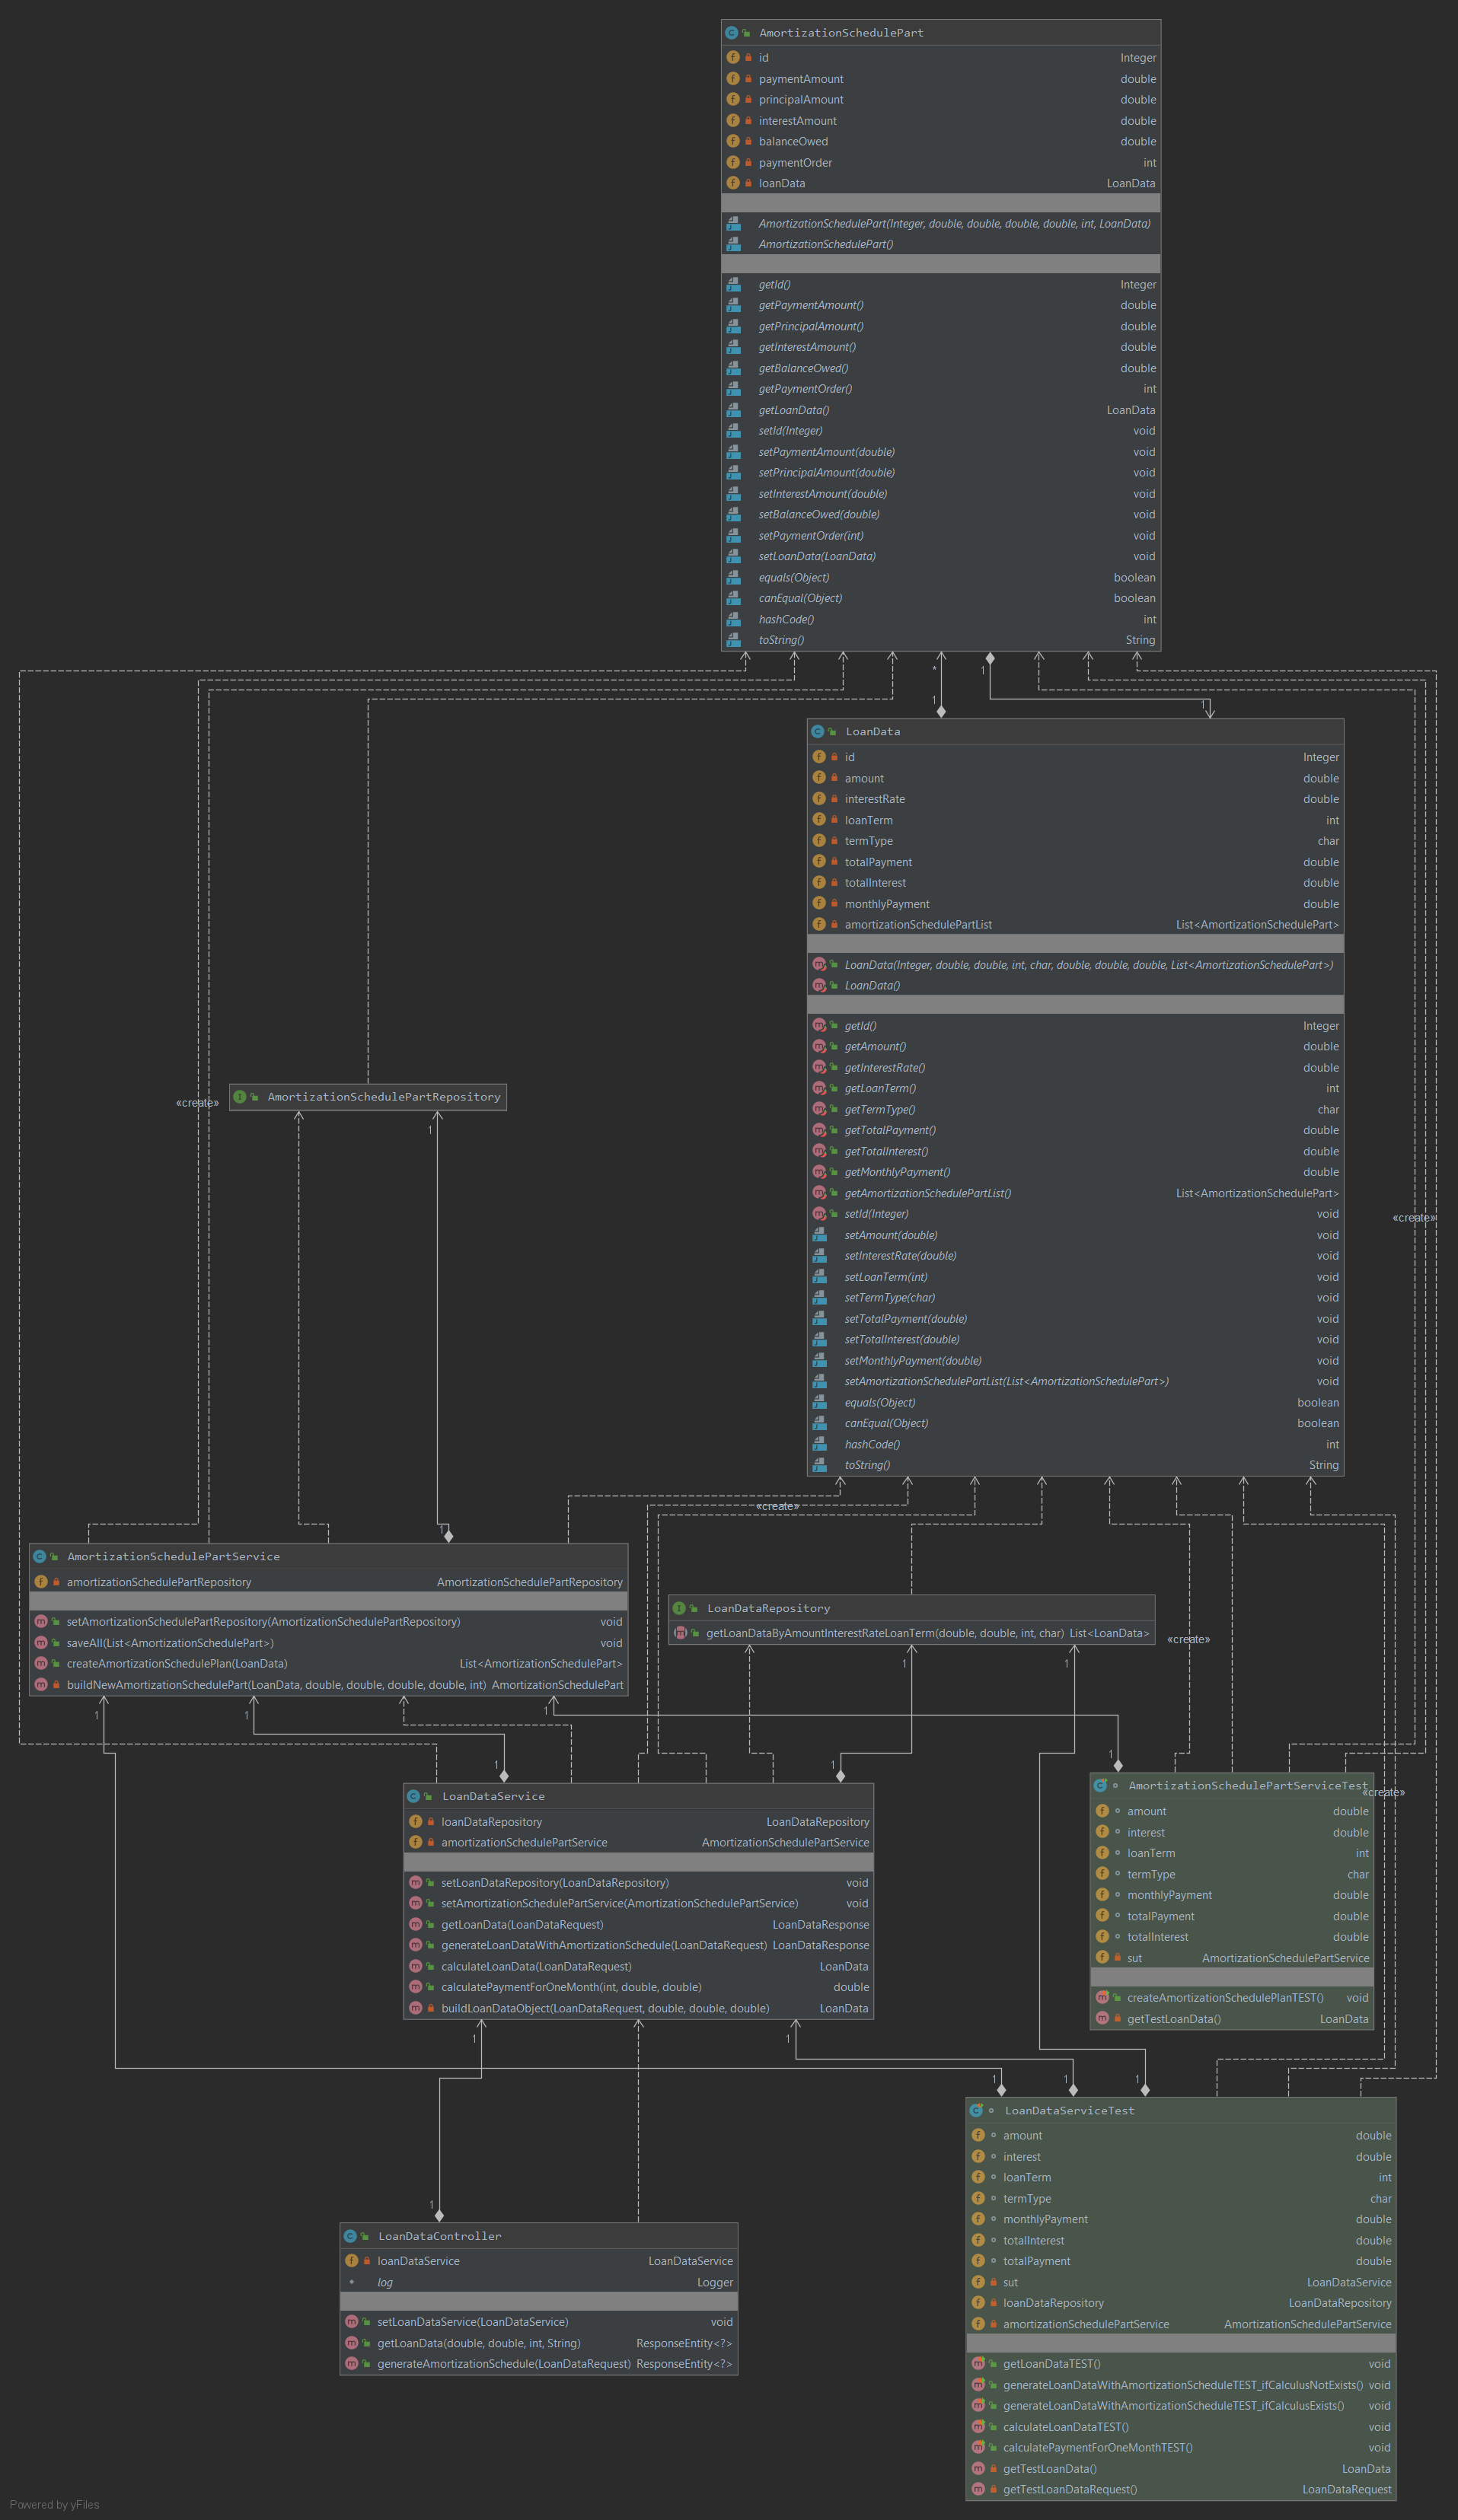 AmortizationSchedulePart
id Integer
paymentAmount double
principalAmount double
interestAmount double
balanceOwed double
paymentOrder int
loanData LoanData
AmortizationSchedulePart(Integer, double, double, double, double, int, LoanData)
AmortizationSchedulePart()
getId() Integer
getPaymentAmount() double
getPrincipalAmount() double
getInterestAmount() double
getBalanceOwed() double
getPaymentOrder() int
getLoanData() LoanData
setId(Integer) void
setPaymentAmount(double) void
setPrincipalAmount(double) void
setInterestAmount(double) void
setBalanceOwed(double) void
setPaymentOrder(int) void
setLoanData(LoanData) void
equals(Object) boolean
canEqual(Object) boolean
hashCode() int
toString() String
* 1
1 1
LoanData
id Integer
amount double
interestRate double
loanTerm int
termType char
totalPayment double
totalInterest double
monthlyPayment double
amortizationSchedulePartList List<AmortizationSchedulePart>
LoanData(Integer, double, double, int, char, double, double, double, List<AmortizationSchedulePart>)
LoanData()
getId() Integer
getAmount() double
getInterestRate() double
getLoanTerm() int
getTermType() char
getTotalPayment() double
getTotalInterest() double
getMonthlyPayment() double
getAmortizationSchedulePartList() List<AmortizationSchedulePart>
setId(Integer) void
setAmount(double) void
setInterestRate(double) void
setLoanTerm(int) void
setTermType(char) void
setTotalPayment(double) void
setTotalInterest(double) void
setMonthlyPayment(double) void
setAmortizationSchedulePartList(List<AmortizationSchedulePart>) void
equals(Object) boolean
canEqual(Object) boolean
hashCode() int
toString() String
AmortizationSchedulePartRepository
«create»
1
«create»
«create»
1
AmortizationSchedulePartService
amortizationSchedulePartRepository AmortizationSchedulePartRepository
setAmortizationSchedulePartRepository(AmortizationSchedulePartRepository) void
saveAll(List<AmortizationSchedulePart>) void
createAmortizationSchedulePlan(LoanData) List<AmortizationSchedulePart>
buildNewAmortizationSchedulePart(LoanData, double, double, double, double, int) AmortizationSchedulePart
LoanDataRepository
getLoanDataByAmountInterestRateLoanTerm(double, double, int, char) List<LoanData>
«create»
1 1 1 1 1
1 1 1
LoanDataService
loanDataRepository LoanDataRepository
amortizationSchedulePartService AmortizationSchedulePartService
setLoanDataRepository(LoanDataRepository) void
setAmortizationSchedulePartService(AmortizationSchedulePartService) void
getLoanData(LoanDataRequest) LoanDataResponse
generateLoanDataWithAmortizationSchedule(LoanDataRequest) LoanDataResponse
calculateLoanData(LoanDataRequest) LoanData
calculatePaymentForOneMonth(int, double, double) double
buildLoanDataObject(LoanDataRequest, double, double, double) LoanData
AmortizationSchedulePartServiceTest
«create»
amount double
interest double
loanTerm int
termType char
monthlyPayment double
totalPayment double
totalInterest double
sut AmortizationSchedulePartService
createAmortizationSchedulePlanTEST() void
getTestLoanData() LoanData
1 1
1 1 1
LoanDataServiceTest
amount double
interest double
loanTerm int
termType char
monthlyPayment double
totalInterest double
totalPayment double
sut LoanDataService
loanDataRepository LoanDataRepository
amortizationSchedulePartService AmortizationSchedulePartService
getLoanDataTEST() void
generateLoanDataWithAmortizationScheduleTEST_ifCalculusNotExists() void
generateLoanDataWithAmortizationScheduleTEST_ifCalculusExists() void
calculateLoanDataTEST() void
calculatePaymentForOneMonthTEST() void
getTestLoanData() LoanData
getTestLoanDataRequest() LoanDataRequest
1
LoanDataController
loanDataService LoanDataService
* log Logger
setLoanDataService(LoanDataService) void
getLoanData(double, double, int, String) ResponseEntity<?>
generateAmortizationSchedule(LoanDataRequest) ResponseEntity<?>
Powered by yFiles